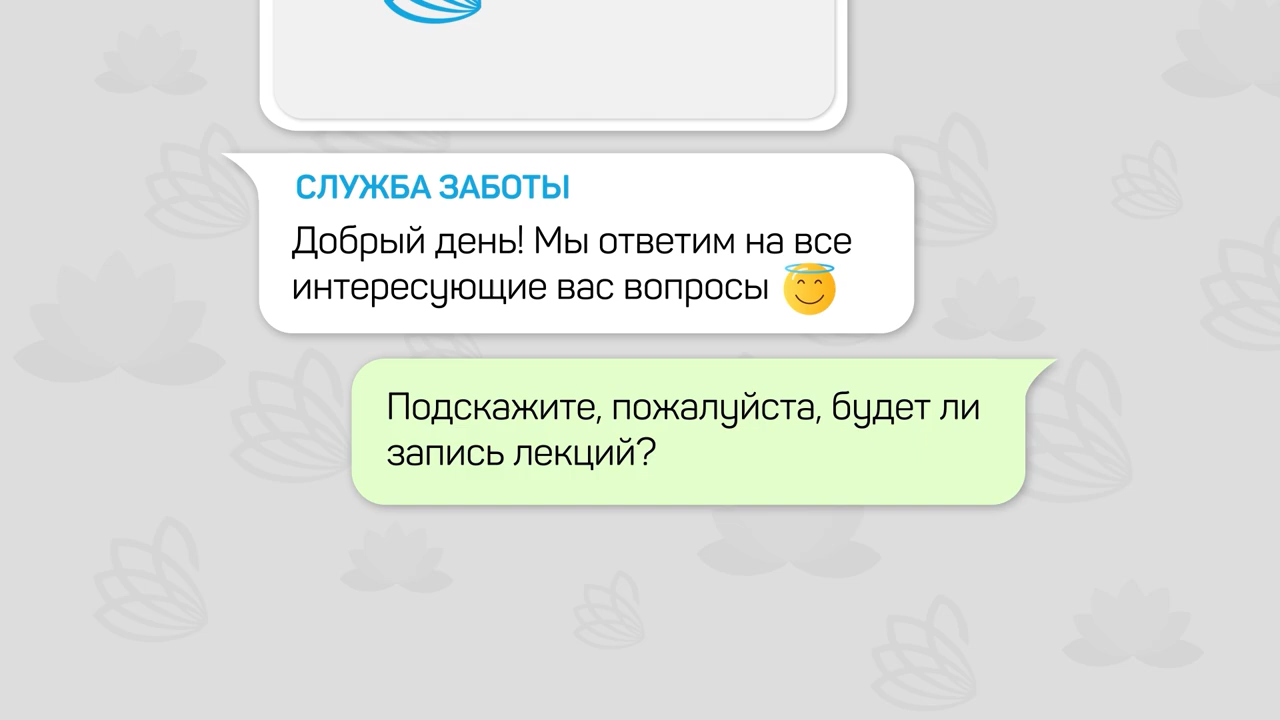 СЛУЖБА ЗАБОТЫ
Добрый день! Мы ответим на все
интересующие вас вопросы 😇
Подскажите, пожалуйста, будет ли
запись лекций?